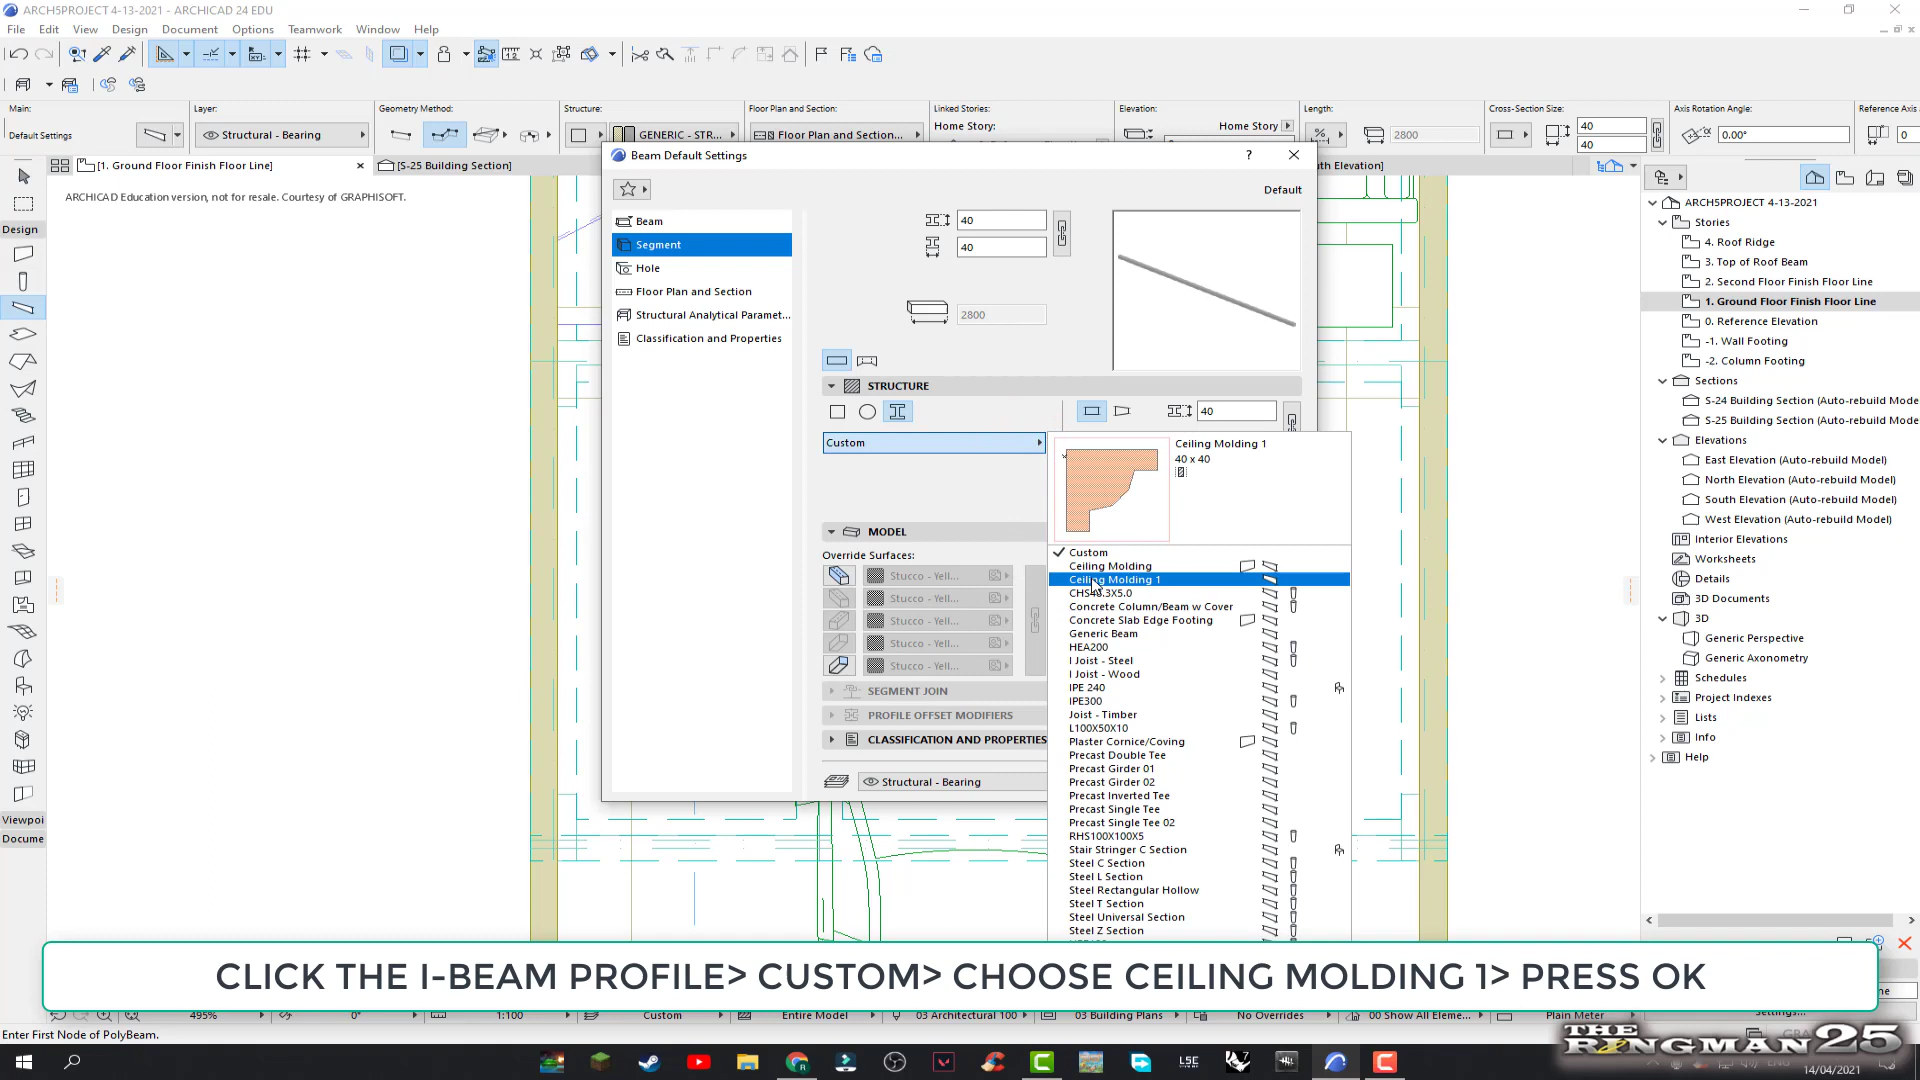 ARCH5PROJECT 4-13-2021 - ARCHICAD 24 EDU
File Edit View Design Document Options Teamwork Window Help
Main: Layer: Geometry Method: Structure: Floor Plan and Section: Linked Stories: Elevation: Length: Cross-Section Size: Axis Rotation Angle: Reference Axis
Default Settings Structural - Bearing GENERIC - STR... Floor Plan and Section... Home Story: Home Story 2800 40 40 0.00° 0
[1. Ground Floor Finish Floor Line] [S-25 Building Section] uth Elevation]
ARCHICAD Education version, not for resale. Courtesy of GRAPHISOFT.
Design
Viewpoi
Docume
Beam Default Settings ?
Default
Beam
Segment
Hole
Floor Plan and Section
Structural Analytical Paramet...
Classification and Properties
40
40
2800
STRUCTURE
40
Custom
MODEL
Override Surfaces:
Stucco - Yell...
Stucco - Yell...
Stucco - Yell...
Stucco - Yell...
Stucco - Yell...
SEGMENT JOIN
PROFILE OFFSET MODIFIERS
CLASSIFICATION AND PROPERTIES
Structural - Bearing
Ceiling Molding 1
40 x 40
Custom
Ceiling Molding
Ceiling Molding 1
Concrete Column/Beam w Cover
Concrete Slab Edge Footing
Generic Beam
HEA200
I Joist - Steel
I Joist - Wood
IPE 240
IPE300
Joist - Timber
L100X50X10
Plaster Cornice/Coving
Precast Double Tee
Precast Girder 01
Precast Girder 02
Precast Inverted Tee
Precast Single Tee
Precast Single Tee 02
RHS100X100X5
Stair Stringer C Section
Steel C Section
Steel L Section
Steel Rectangular Hollow
Steel T Section
Steel Universal Section
Steel Z Section
ARCH5PROJECT 4-13-2021
Stories
4. Roof Ridge
3. Top of Roof Beam
2. Second Floor Finish Floor Line
1. Ground Floor Finish Floor Line
0. Reference Elevation
-1. Wall Footing
-2. Column Footing
Sections
S-24 Building Section (Auto-rebuild Mode
S-25 Building Section (Auto-rebuild Mode
Elevations
East Elevation (Auto-rebuild Model)
North Elevation (Auto-rebuild Model)
South Elevation (Auto-rebuild Model)
West Elevation (Auto-rebuild Model)
Interior Elevations
Worksheets
Details
3D Documents
3D
Generic Perspective
Generic Axonometry
Schedules
Project Indexes
Lists
Info
Help
CLICK THE I-BEAM PROFILE> CUSTOM> CHOOSE CEILING MOLDING 1> PRESS OK
495% 0° 1:100 Custom Entire Model 03 Architectural 100 03 Building Plans No Overrides 00 Show All Eleme... Plain Meter
Settings...
Enter First Node of PolyBeam.
THE RINGMAN 25
LSE
14/04/2021